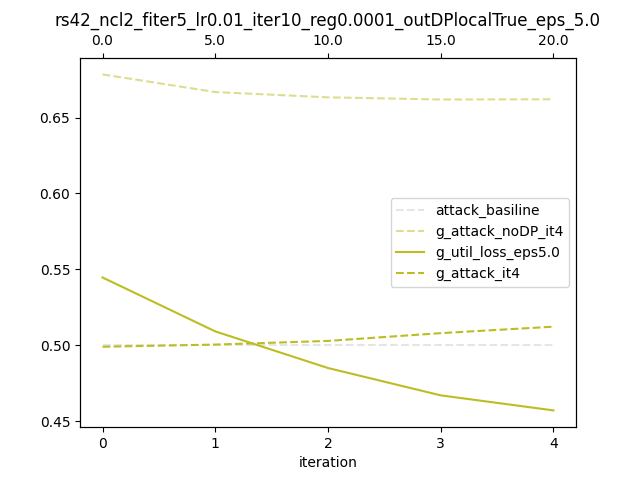 rs42_ncl2_fiter5_lr0.01_iter10_reg0.0001_outDPlocalTrue_eps_5.0
0.0 5.0 10.0 15.0 20.0
0.65
0.60
0.55
0.50
0.45
attack_basiline
g_attack_noDP_it4
g_util_loss_eps5.0
g_attack_it4
0 1 2 3 4
iteration